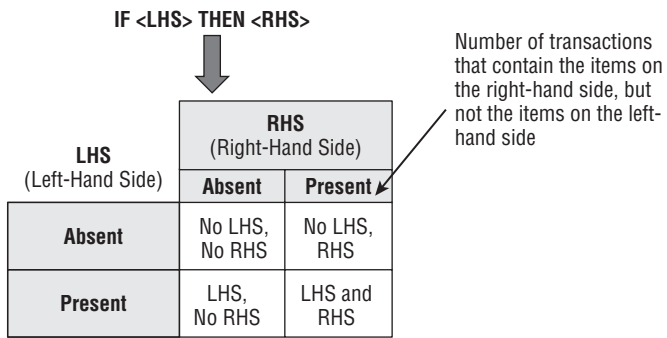 IF <LHS> THEN <RHS>
Number of transactions
that contain the items on
the right-hand side, but
not the items on the left-
hand side
RHS
(Right-Hand Side)
LHS
(Left-Hand Side)
Absent
Present
Absent
No LHS,
No RHS
No LHS,
RHS
Present
LHS,
No RHS
LHS and
RHS